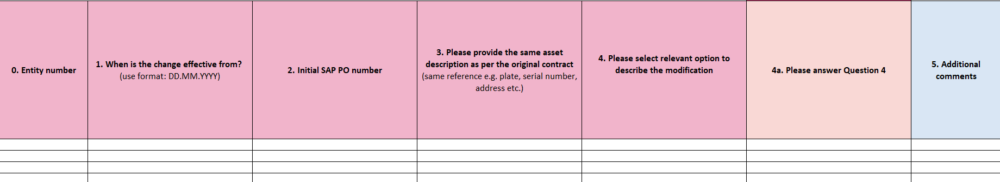 0. Entity number
1. When is the change effective from?
(use format: DD.MM.YYYY)
2. Initial SAP PO number
3. Please provide the same asset
description as per the original contract
(same reference e.g. plate, serial number,
address etc.)
4. Please select relevant option to
describe the modification
4a. Please answer Question 4
5. Additional
comments